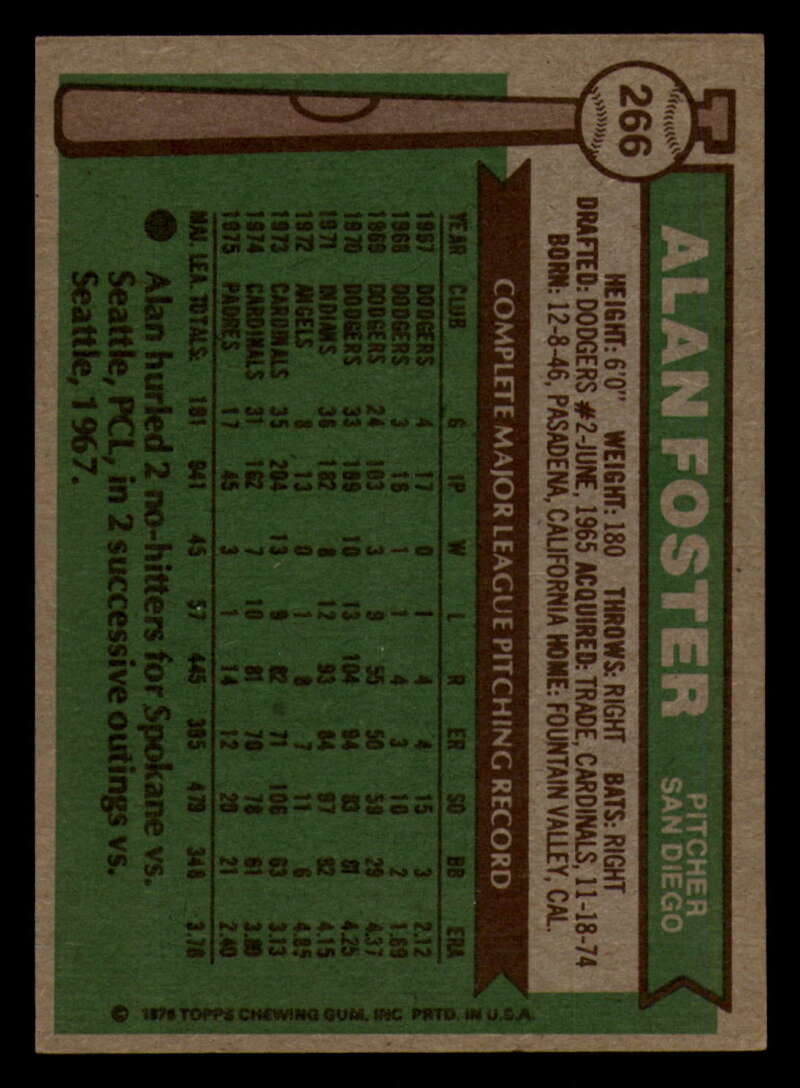 266
ALAN FOSTER
PITCHER
SAN DIEGO
HEIGHT: 6'0" WEIGHT: 180 THROWS: RIGHT BATS: RIGHT
DRAFTED: DODGERS #2-JUNE, 1965 ACQUIRED: TRADE, CARDINALS, 11-18-74
BORN: 12-8-46, PASADENA, CALIFORNIA HOME: FOUNTAIN VALLEY, CAL.
COMPLETE MAJOR LEAGUE PITCHING RECORD
YEAR CLUB G IP W L R ER SO BB ERA
1967 DODGERS 4 17 0 1 4 4 15 3 2.12
1968 DODGERS 3 16 1 1 4 3 10 2 1.69
1969 DODGERS 24 103 3 9 55 50 59 29 4.37
1970 DODGERS 33 199 10 13 104 94 83 81 4.25
1971 INDIANS 36 182 8 12 93 84 97 82 4.15
1972 ANGELS 8 13 0 1 8 7 11 6 4.85
1973 CARDINALS 35 204 13 9 82 71 106 63 3.13
1974 CARDINALS 31 162 7 10 81 70 78 61 3.89
1975 PADRES 17 45 3 1 14 12 20 21 2.40
MAJ. LEA. TOTALS: 191 941 45 57 445 395 479 348 3.78
Alan hurled 2 no-hitters for Spokane vs.
Seattle, PCL, in 2 successive outings vs.
Seattle, 1967.
© 1976 TOPPS CHEWING GUM, INC PRTD. IN U.S.A.